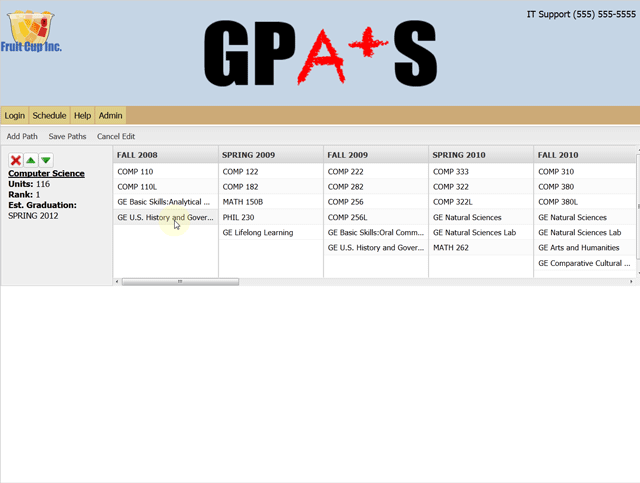 IT Support (555) 555-5555
Fruit Cup Inc.
GPA+S
Login Schedule Help Admin
Add Path Save Paths Cancel Edit
Computer Science
Units: 116
Rank: 1
Est. Graduation:
SPRING 2012
FALL 2008 SPRING 2009 FALL 2009 SPRING 2010 FALL 2010
COMP 110 COMP 122 COMP 222 COMP 333 COMP 310
COMP 110L COMP 182 COMP 282 COMP 322 COMP 380
GE Basic Skills:Analytical ... MATH 150B COMP 256 COMP 322L COMP 380L
GE U.S. History and Gover... PHIL 230 COMP 256L GE Natural Sciences GE Natural Sciences
GE Lifelong Learning GE Basic Skills:Oral Comm... GE Natural Sciences Lab GE Natural Sciences Lab
GE U.S. History and Gover... MATH 262 GE Arts and Humanities
GE Comparative Cultural ...